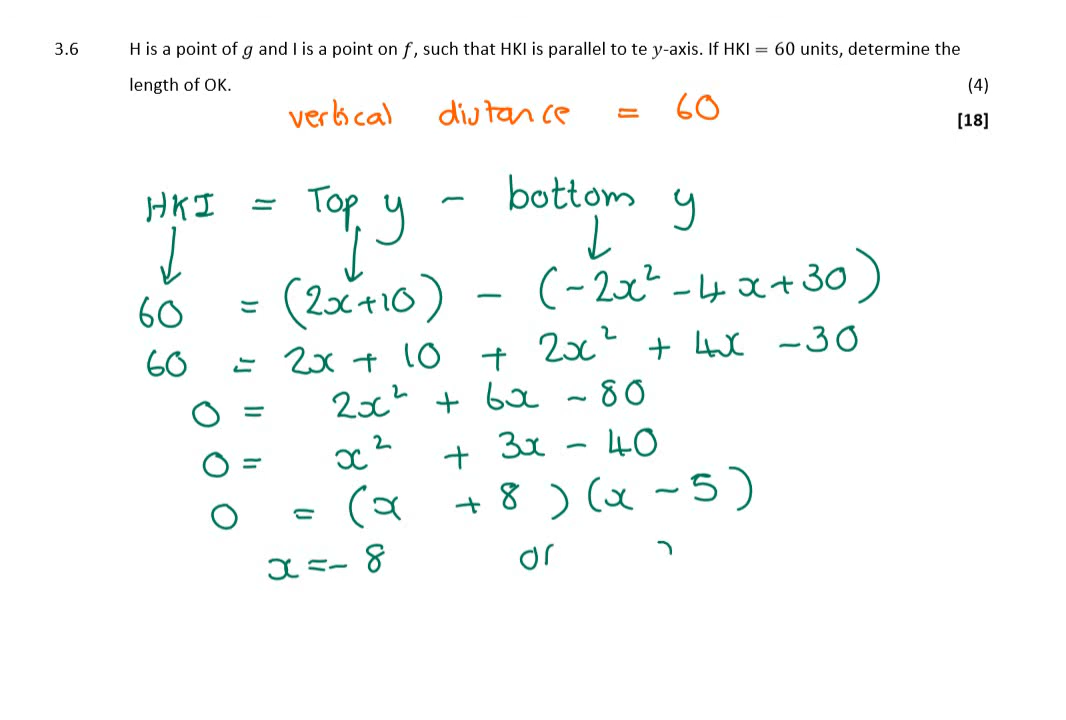 3.6 H is a point of g and I is a point on f, such that HKI is parallel to te y-axis. If HKI = 60 units, determine the
length of OK. (4)
vertical distance = 60
[18]
HKI = Top y - bottom y
60 = (2x+10) - (-2x² -4x+30)
60 = 2x + 10 + 2x² + 4x -30
0 = 2x² + 6x - 80
0 = x² + 3x - 40
0 = (x + 8) (x - 5)
x = - 8 or